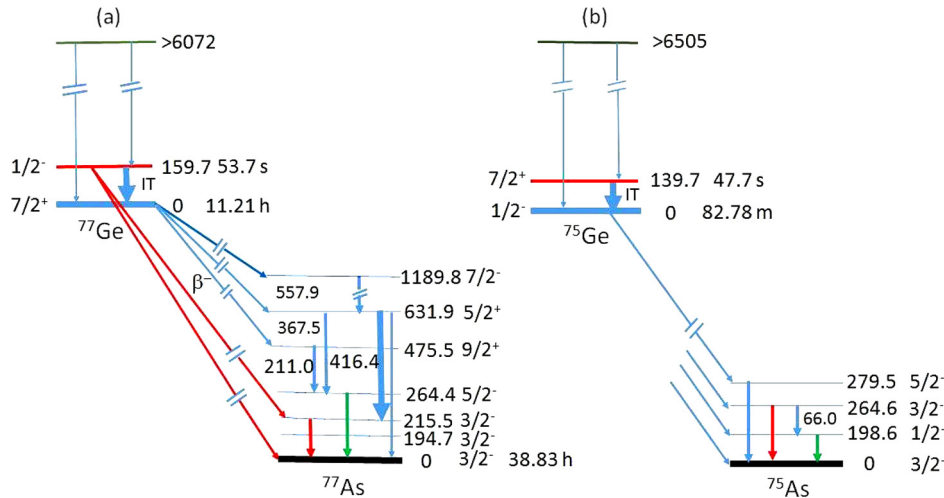 (a)
>6072
1/2⁻ 159.7 53.7 s
IT
7/2⁺ 0 11.21 h
⁷⁷Ge
β⁻
1189.8 7/2⁻
557.9
631.9 5/2⁺
367.5
475.5 9/2⁺
211.0 416.4
264.4 5/2⁻
215.5 3/2⁻
194.7 3/2⁻
0 3/2⁻ 38.83 h
⁷⁷As
(b)
>6505
7/2⁺ 139.7 47.7 s
IT
1/2⁻ 0 82.78 m
⁷⁵Ge
279.5 5/2⁻
264.6 3/2⁻
66.0
198.6 1/2⁻
0 3/2⁻
⁷⁵As